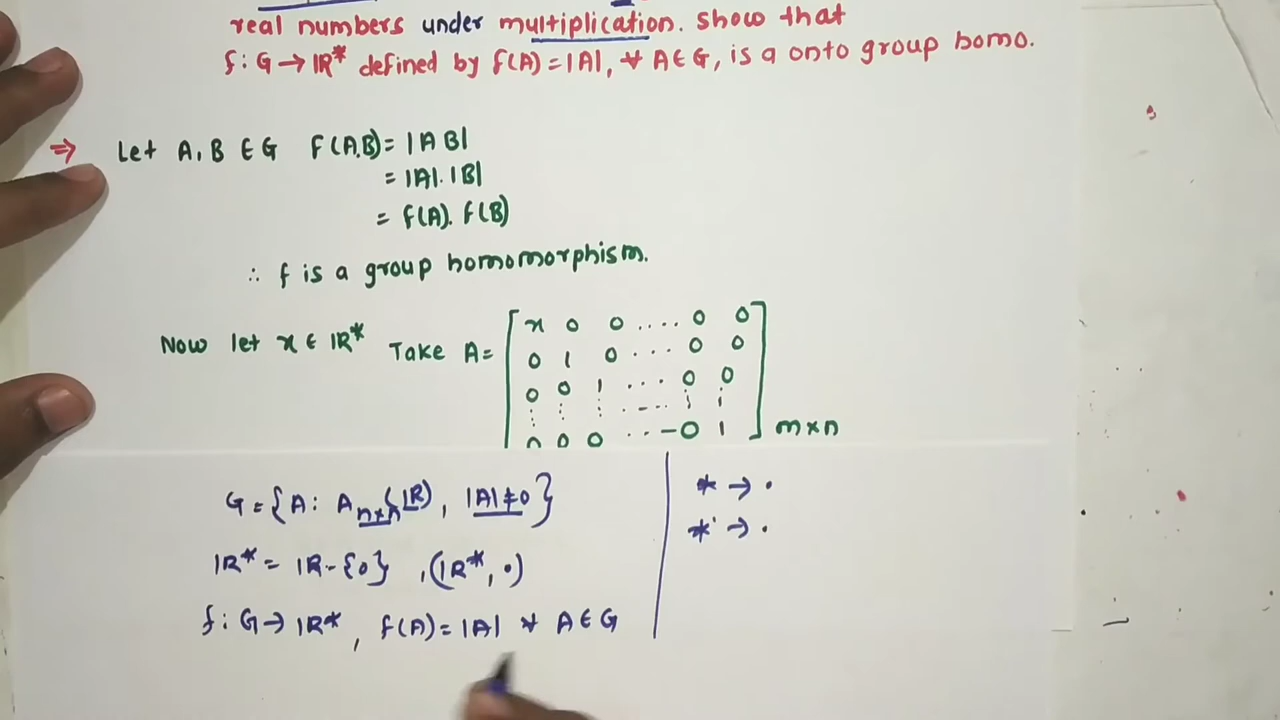 real numbers under multiplication. show that
f: G → IR* defined by f(A) = |A|, ∀ A ∈ G, is a onto group homo.
⇒ Let A, B ∈ G f(A.B) = |A B|
= |A|. |B|
= f(A). f(B)
∴ f is a group homomorphism.
Now let x ∈ IR* Take A =
x 0 0 .... 0 0
0 1 0 ... 0 0
0 0 1 ... 0 0
⋮ ⋮ ⋮ ..--- ⋮ ⋮
0 0 0 ..-0 1 n×n
G = {A : A n×n (IR), |A| ≠ 0}
IR* = IR - {0} , (IR*, •)
f: G → IR* , f(A) = |A| ∀ A ∈ G
* → •
*' → •